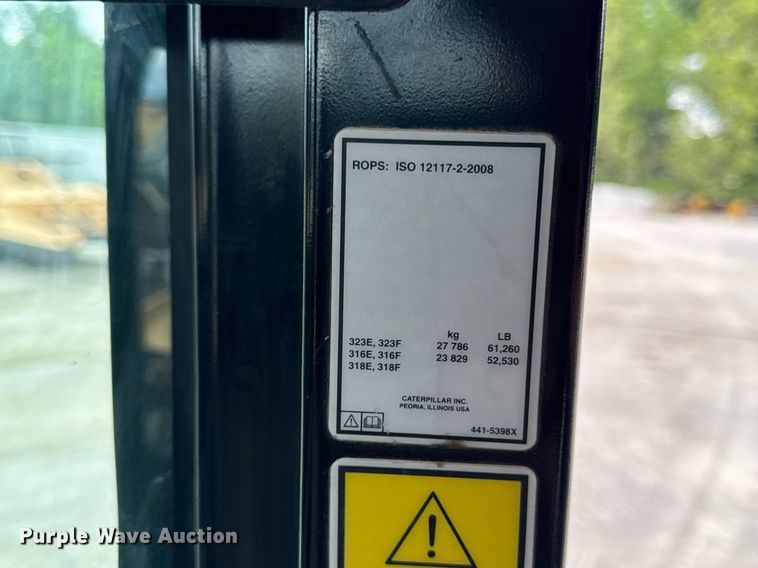 ROPS: ISO 12117-2-2008
kg LB
323E, 323F 27 786 61,260
316E, 316F 23 829 52,530
318E, 318F
CATERPILLAR INC.
PEORIA, ILLINOIS USA
441-5398X
!
Purple Wave Auction®